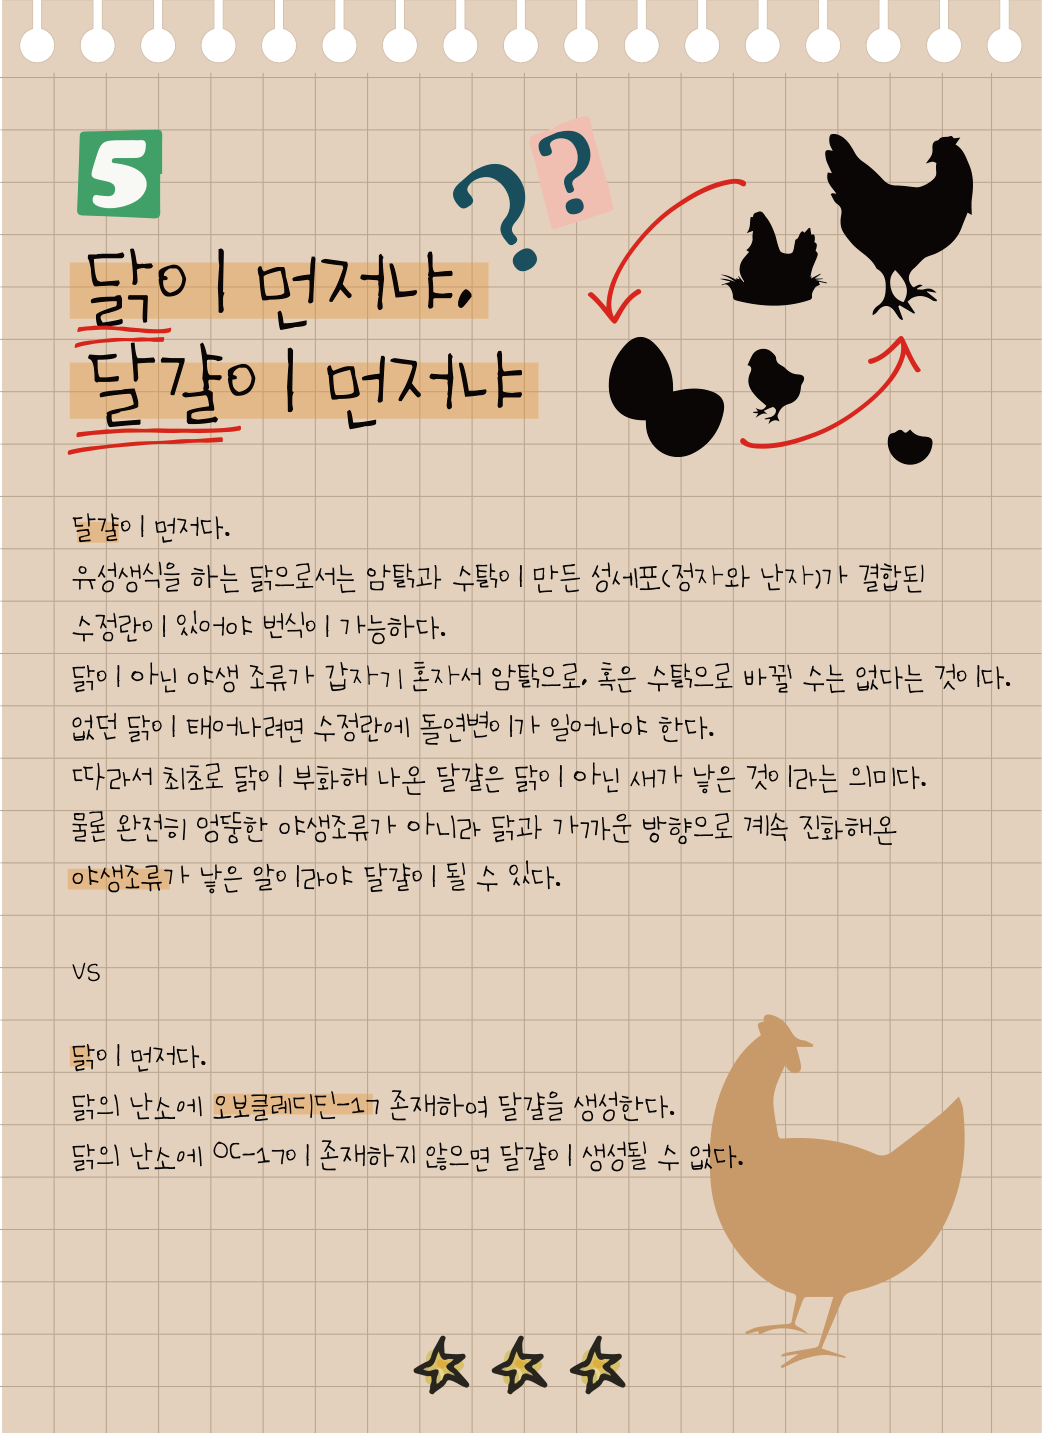 5
? ?
닭이 먼저냐,
달걀이 먼저냐
달걀이 먼저다.
유성생식을 하는 닭으로서는 암탉과 수탉이 만든 성세포(정자와 난자)가 결합된
수정란이 있어야 번식이 가능하다.
닭이 아닌 야생 조류가 갑자기 혼자서 암탉으로, 혹은 수탉으로 바뀔 수는 없다는 것이다.
없던 닭이 태어나려면 수정란에 돌연변이가 일어나야 한다.
따라서 최초로 닭이 부화해 나온 달걀은 닭이 아닌 새가 낳은 것이라는 의미다.
물론 완전히 엉뚱한 야생조류가 아니라 닭과 가까운 방향으로 계속 진화해온
야생조류가 낳은 알이라야 달걀이 될 수 있다.
VS
닭이 먼저다.
닭의 난소에 오보클레디딘-17 존재하여 달걀을 생성한다.
닭의 난소에 OC-17이 존재하지 않으면 달걀이 생성될 수 없다.